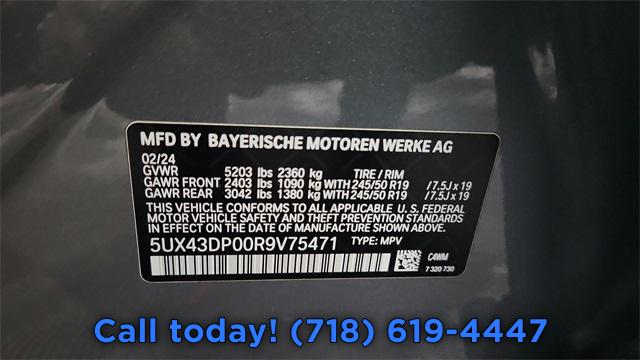 MFD BY BAYERISCHE MOTOREN WERKE AG
02/24
GVWR 5203 lbs 2360 kg TIRE / RIM
GAWR FRONT 2403 lbs 1090 kg WITH 245/50 R19 / 7.5J x 19
GAWR REAR 3042 lbs 1380 kg WITH 245/50 R19 / 7.5J x 19
THIS VEHICLE CONFORMS TO ALL APPLICABLE U. S. FEDERAL
MOTOR VEHICLE SAFETY AND THEFT PREVENTION STANDARDS
IN EFFECT ON THE DATE OF MANUFACTURE SHOWN ABOVE.
5UX43DP00R9V75471 TYPE: MPV
C4WM
7 320 730
Call today! (718) 619-4447